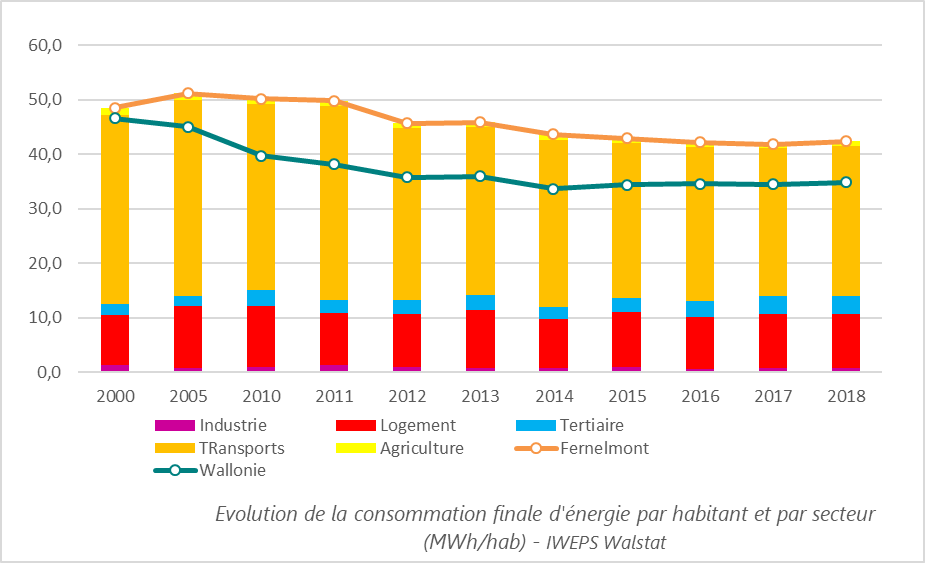 60,0
50,0
40,0
30,0
20,0
10,0
0,0
2000 2005 2010 2011 2012 2013 2014 2015 2016 2017 2018
Industrie Logement Tertiaire
TRansports Agriculture Fernelmont
Wallonie
Evolution de la consommation finale d'énergie par habitant et par secteur
(MWh/hab) - IWEPS Walstat